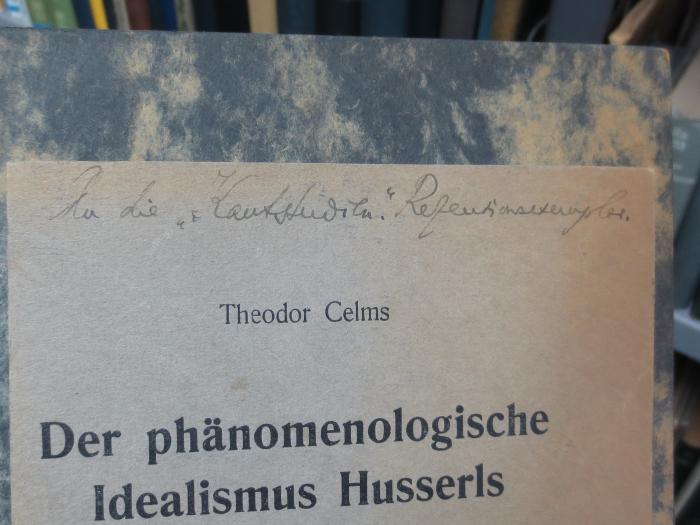 An die „Kantstudien." Rezensionsexemplar.
Theodor Celms
Der phänomenologische
Idealismus Husserls